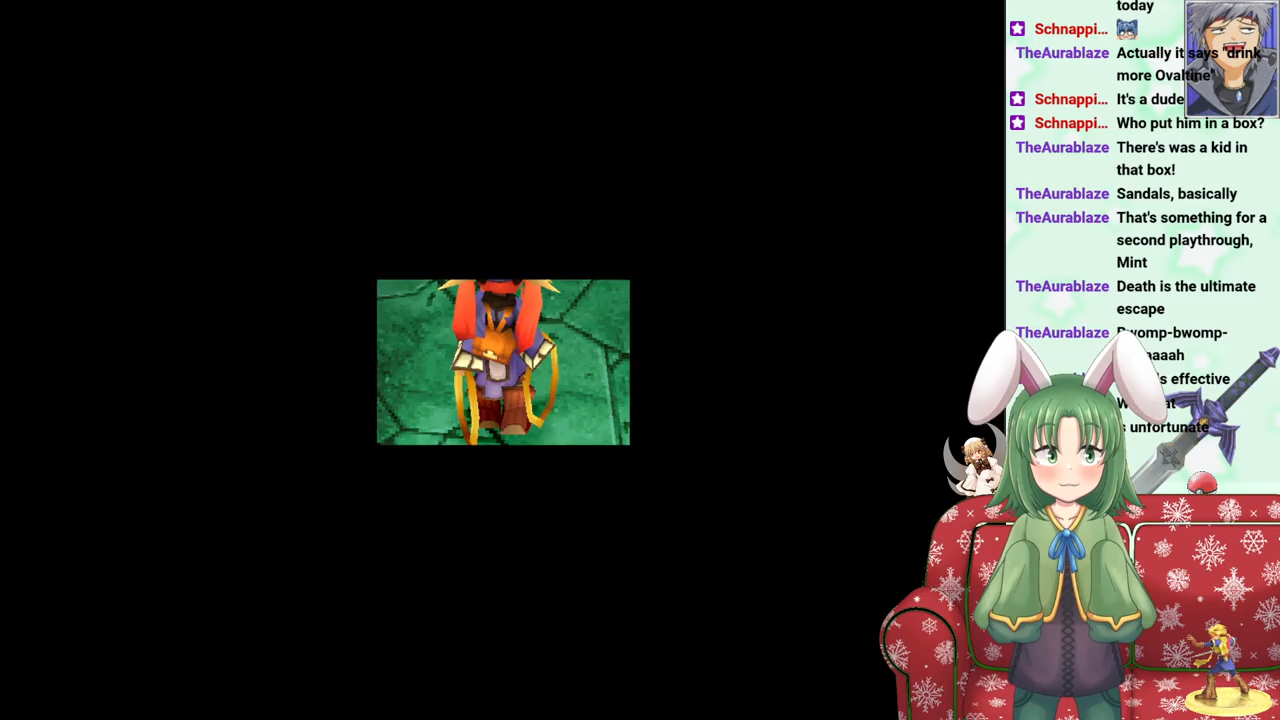 today
Schnappi...
TheAurablaze Actually it says "drink
more Ovaltine"
Schnappi... It's a dude
Schnappi... Who put him in a box?
TheAurablaze There's was a kid in
that box!
TheAurablaze Sandals, basically
TheAurablaze That's something for a
second playthrough,
Mint
TheAurablaze Death is the ultimate
escape
TheAurablaze
effective
unfortunate